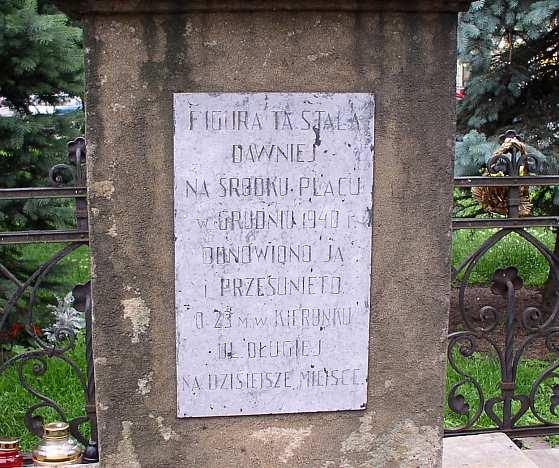 FIGURA TA STAŁA
DAWNIEJ
NA ŚRODKU PLACU
W GRUDNIU 1940 R.
ODNOWIONO JĄ
I PRZESUNIĘTO
O 23 M W KIERUNKU
UL. DŁUGIEJ
NA DZISIEJSZE MIEJSCE.